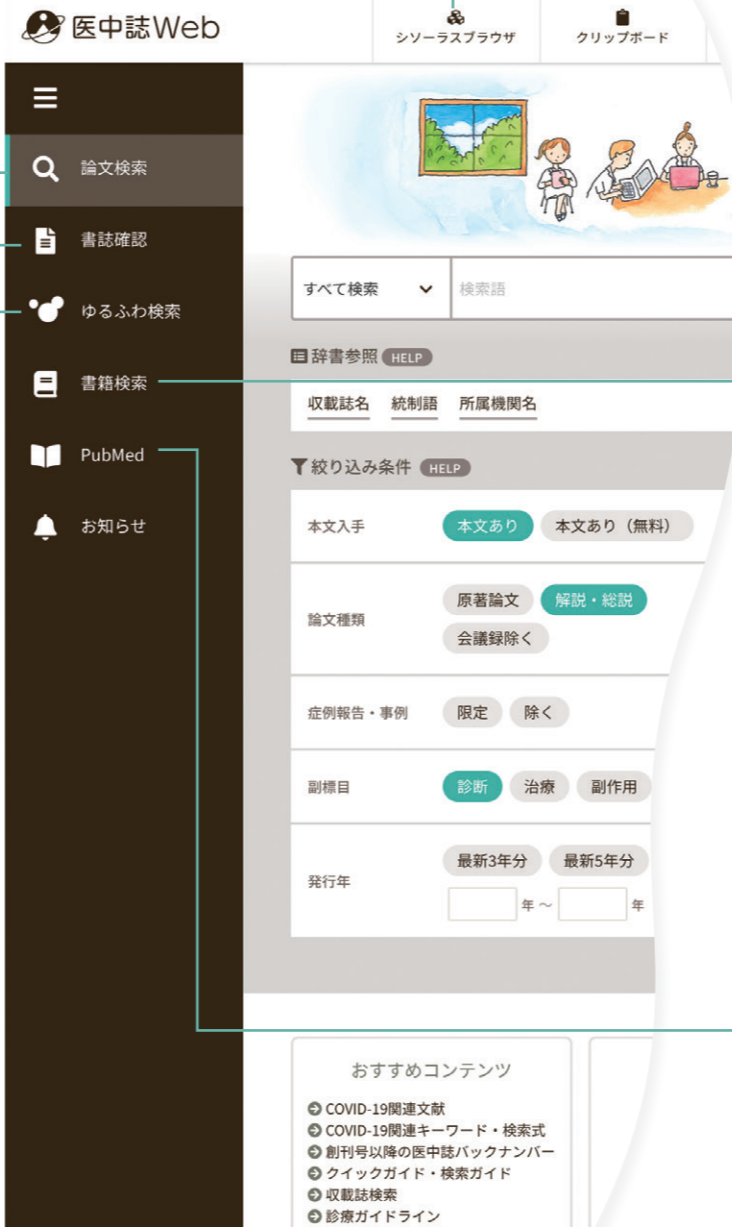 医中誌Web
シソーラスブラウザ
クリップボード
論文検索
書誌確認
ゆるふわ検索
書籍検索
PubMed
お知らせ
すべて検索 検索語
辞書参照 HELP
収載誌名 統制語 所属機関名
絞り込み条件 HELP
本文入手 本文あり 本文あり（無料）
論文種類 原著論文 解説・総説
会議録除く
症例報告・事例 限定 除く
副標目 診断 治療 副作用
発行年 最新3年分 最新5年分
年～ 年
おすすめコンテンツ
COVID-19関連文献
COVID-19関連キーワード・検索式
創刊号以降の医中誌バックナンバー
クイックガイド・検索ガイド
収載誌検索
診療ガイドライン